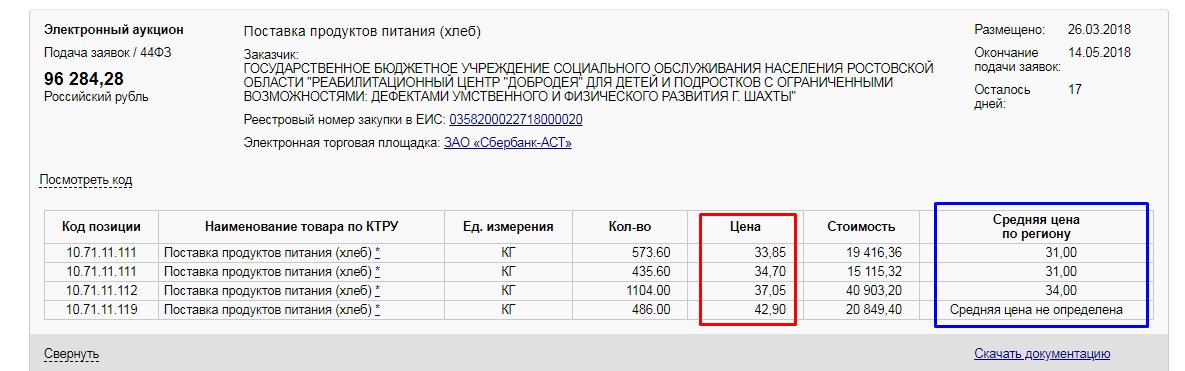 Электронный аукцион
Подача заявок / 44ФЗ
96 284,28
Российский рубль
Поставка продуктов питания (хлеб)
Заказчик:
ГОСУДАРСТВЕННОЕ БЮДЖЕТНОЕ УЧРЕЖДЕНИЕ СОЦИАЛЬНОГО ОБСЛУЖИВАНИЯ НАСЕЛЕНИЯ РОСТОВСКОЙ
ОБЛАСТИ "РЕАБИЛИТАЦИОННЫЙ ЦЕНТР "ДОБРОДЕЯ" ДЛЯ ДЕТЕЙ И ПОДРОСТКОВ С ОГРАНИЧЕННЫМИ
ВОЗМОЖНОСТЯМИ: ДЕФЕКТАМИ УМСТВЕННОГО И ФИЗИЧЕСКОГО РАЗВИТИЯ Г. ШАХТЫ"
Реестровый номер закупки в ЕИС: 0358200022718000020
Электронная торговая площадка: ЗАО «Сбербанк-АСТ»
Размещено: 26.03.2018
Окончание 14.05.2018
подачи заявок:
Осталось 17
дней:
Посмотреть код
Код позиции Наименование товара по КТРУ Ед. измерения Кол-во Цена Стоимость Средняя цена
по региону
10.71.11.111 Поставка продуктов питания (хлеб) * КГ 573.60 33,85 19 416,36 31,00
10.71.11.111 Поставка продуктов питания (хлеб) * КГ 435.60 34,70 15 115,32 31,00
10.71.11.112 Поставка продуктов питания (хлеб) * КГ 1104.00 37,05 40 903,20 34,00
10.71.11.119 Поставка продуктов питания (хлеб) * КГ 486.00 42,90 20 849,40 Средняя цена не определена
Свернуть Скачать документацию